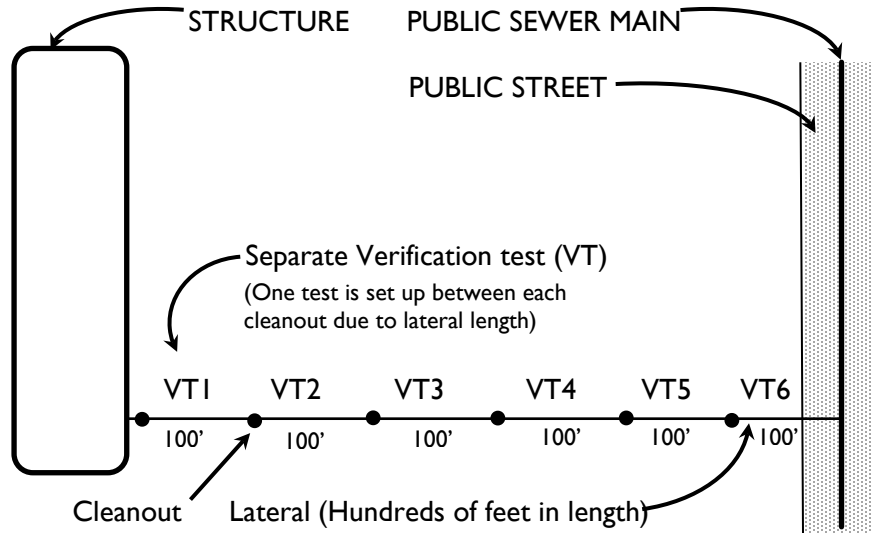 STRUCTURE
PUBLIC SEWER MAIN
PUBLIC STREET
Separate Verification test (VT)
(One test is set up between each
cleanout due to lateral length)
VT1 VT2 VT3 VT4 VT5 VT6
100’ 100’ 100’ 100’ 100’ 100’
Cleanout
Lateral (Hundreds of feet in length)